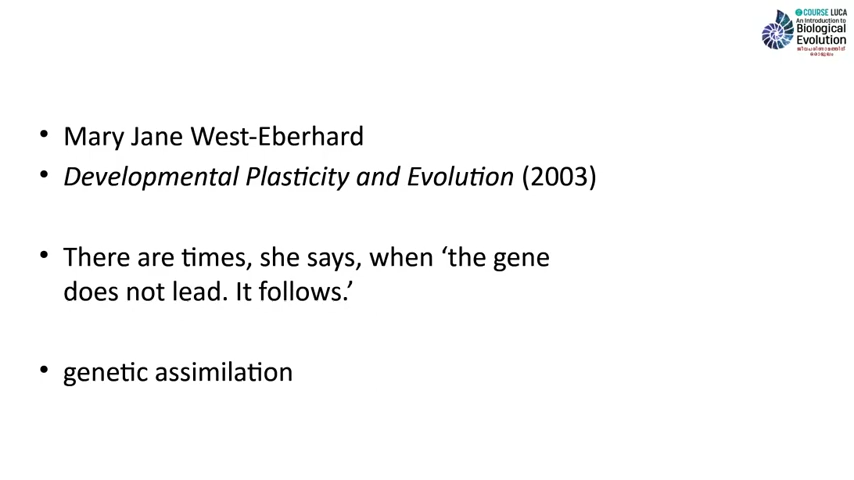 COURSE LUCA
An Introduction to
Biological
Evolution
• Mary Jane West-Eberhard
• Developmental Plasticity and Evolution (2003)
• There are times, she says, when ‘the gene
does not lead. It follows.’
• genetic assimilation